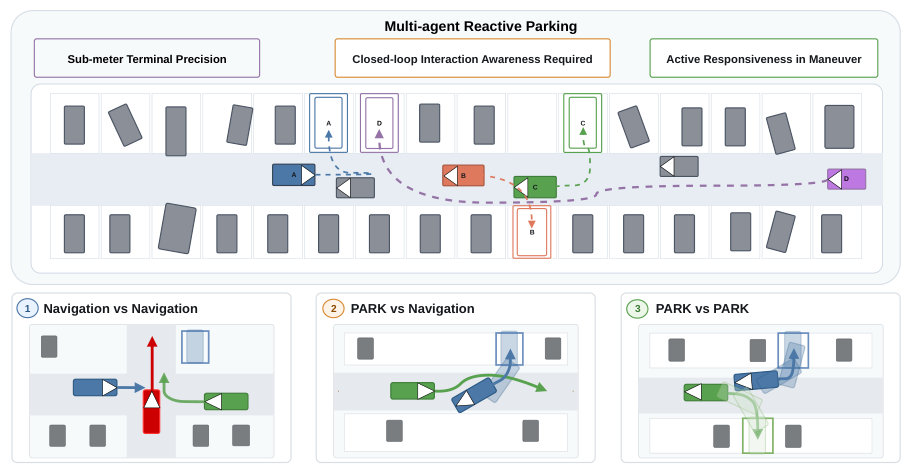 Multi-agent Reactive Parking
Sub-meter Terminal Precision
Closed-loop Interaction Awareness Required
Active Responsiveness in Maneuver
A
D
C
A
B
C
D
B
1 Navigation vs Navigation
2 PARK vs Navigation
3 PARK vs PARK